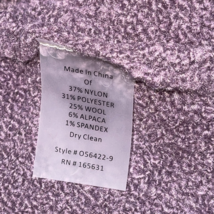 Made In China
Of
37% NYLON
31% POLYESTER
25% WOOL
6% ALPACA
1% SPANDEX
Dry Clean
Style # O56422-9
RN # 165631